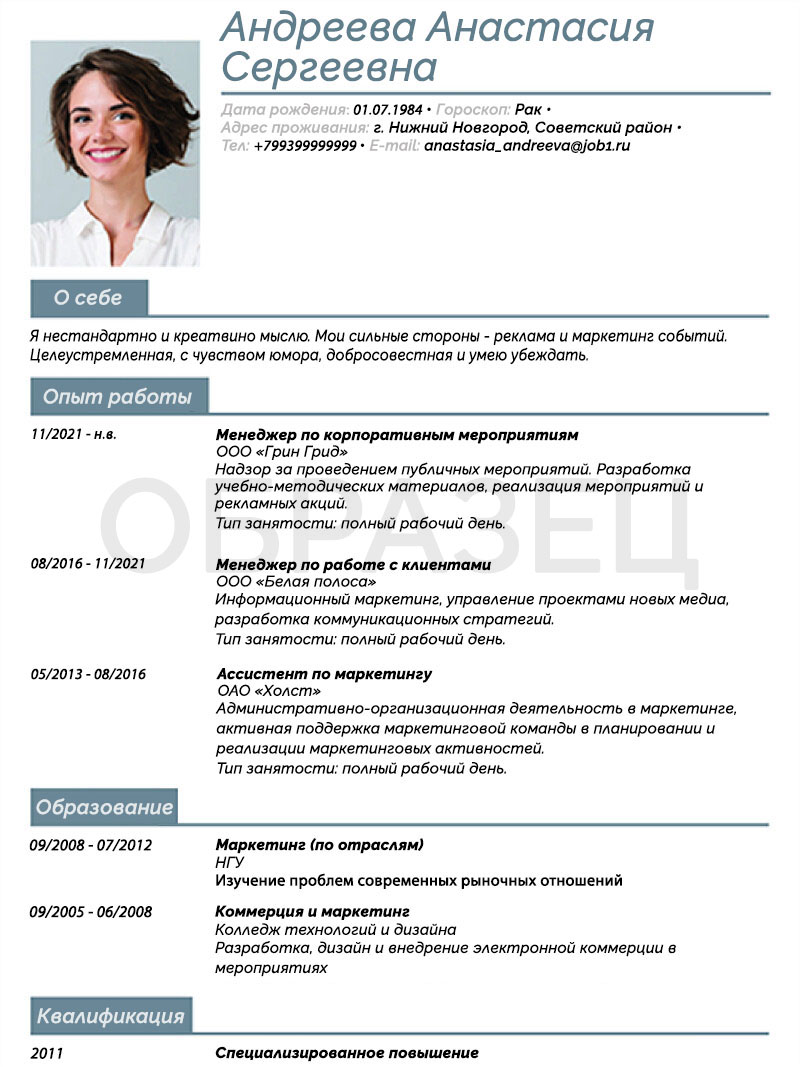 Андреева Анастасия
Сергеевна
Дата рождения: 01.07.1984 • Гороскоп: Рак •
Адрес проживания: г. Нижний Новгород, Советский район •
Тел: +799399999999 • E-mail: anastasia_andreeva@job1.ru
О себе
Я нестандартно и креатвино мыслю. Мои сильные стороны - реклама и маркетинг событий.
Целеустремленная, с чувством юмора, добросовестная и умею убеждать.
Опыт работы
11/2021 - н.в. Менеджер по корпоративным мероприятиям
ООО «Грин Грид»
Надзор за проведением публичных мероприятий. Разработка
учебно-методических материалов, реализация мероприятий и
рекламных акций.
Тип занятости: полный рабочий день.
ОБРАЗЕЦ
08/2016 - 11/2021 Менеджер по работе с клиентами
ООО «Белая полоса»
Информационный маркетинг, управление проектами новых медиа,
разработка коммуникационных стратегий.
Тип занятости: полный рабочий день.
05/2013 - 08/2016 Ассистент по маркетингу
ОАО «Холст»
Административно-организационная деятельность в маркетинге,
активная поддержка маркетинговой команды в планировании и
реализации маркетинговых активностей.
Тип занятости: полный рабочий день.
Образование
09/2008 - 07/2012 Маркетинг (по отраслям)
НГУ
Изучение проблем современных рыночных отношений
09/2005 - 06/2008 Коммерция и маркетинг
Колледж технологий и дизайна
Разработка, дизайн и внедрение электронной коммерции в
мероприятиях
Квалификация
2011 Специализированное повышение